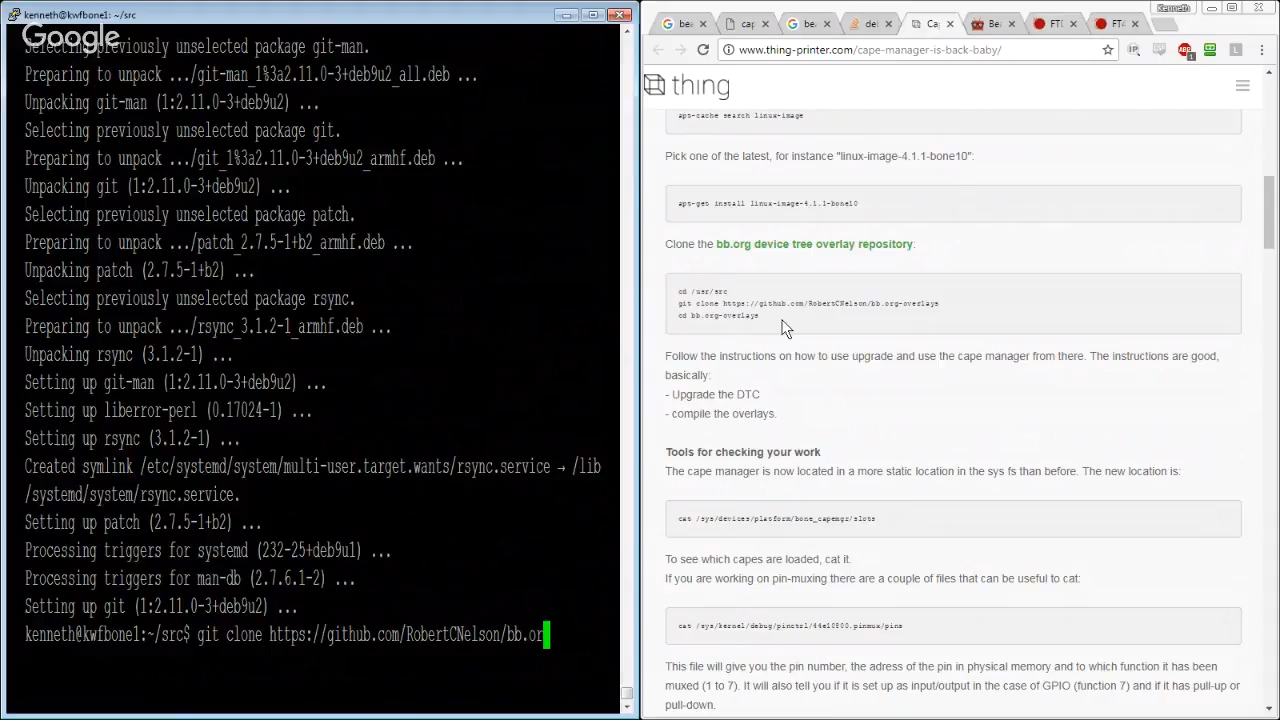 kenneth@kwfbone1: ~/src
Google
Selecting previously unselected package git-man.
Preparing to unpack .../git-man_1%3a2.11.0-3+deb9u2_all.deb ...
Unpacking git-man (1:2.11.0-3+deb9u2) ...
Selecting previously unselected package git.
Preparing to unpack .../git_1%3a2.11.0-3+deb9u2_armhf.deb ...
Unpacking git (1:2.11.0-3+deb9u2) ...
Selecting previously unselected package patch.
Preparing to unpack .../patch_2.7.5-1+b2_armhf.deb ...
Unpacking patch (2.7.5-1+b2) ...
Selecting previously unselected package rsync.
Preparing to unpack .../rsync_3.1.2-1_armhf.deb ...
Unpacking rsync (3.1.2-1) ...
Setting up git-man (1:2.11.0-3+deb9u2) ...
Setting up liberror-perl (0.17024-1) ...
Setting up rsync (3.1.2-1) ...
Created symlink /etc/systemd/system/multi-user.target.wants/rsync.service → /lib
/systemd/system/rsync.service.
Setting up patch (2.7.5-1+b2) ...
Processing triggers for systemd (232-25+deb9u1) ...
Processing triggers for man-db (2.7.6.1-2) ...
Setting up git (1:2.11.0-3+deb9u2) ...
kenneth@kwfbone1:~/src$ git clone https://github.com/RobertCNelson/bb.or
Kenneth
be
cap
be
de
Ca
FT
www.thing-printer.com/cape-manager-is-back-baby/
thing
apt-cache search linux-image
Pick one of the latest, for instance "linux-image-4.1.1-bone10":
apt-get install linux-image-4.1.1-bone10
Clone the bb.org device tree overlay repository:
cd /usr/src
git clone https://github.com/RobertCNelson/bb.org-overlays
cd bb.org-overlays
Follow the instructions on how to use upgrade and use the cape manager from there. The instructions are good,
basically:
- Upgrade the DTC
- compile the overlays.
Tools for checking your work
The cape manager is now located in a more static location in the sys fs than before. The new location is:
cat /sys/devices/platform/bone_capemgr/slots
To see which capes are loaded, cat it.
If you are working on pin-muxing there are a couple of files that can be useful to cat:
cat /sys/kernel/debug/pinctrl/44e10800.pinmux/pins
This file will give you the pin number, the adress of the pin in physical memory and to which function it has been
muxed (1 to 7). It will also tell you if it is set as input/output in the case of GPIO (function 7) and if it has pull-up/
pull-down.